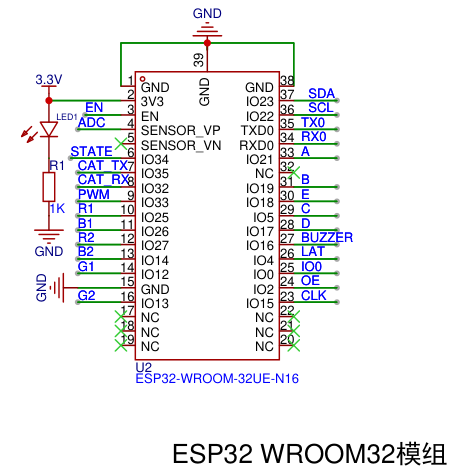 GND
39
GND
3.3V
LED1
R1
1K
GND
GND
1 GND GND 38
2 3V3 IO23 37 SDA
EN 3 EN IO22 36 SCL
ADC 4 SENSOR_VP TXD0 35 TX0
5 SENSOR_VN RXD0 34 RX0
STATE 6 IO34 IO21 33 A
CAT_TX 7 IO35 NC 32
CAT_RX 8 IO32 IO19 31 B
PWM 9 IO33 IO18 30 E
R1 10 IO25 IO5 29 C
B1 11 IO26 IO17 28 D
R2 12 IO27 IO16 27 BUZZER
B2 13 IO14 IO4 26 LAT
G1 14 IO12 IO0 25 IO0
15 GND IO2 24 OE
G2 16 IO13 IO15 23 CLK
17 NC NC 22
18 NC NC 21
19 NC NC 20
U2
ESP32-WROOM-32UE-N16
ESP32 WROOM32模组